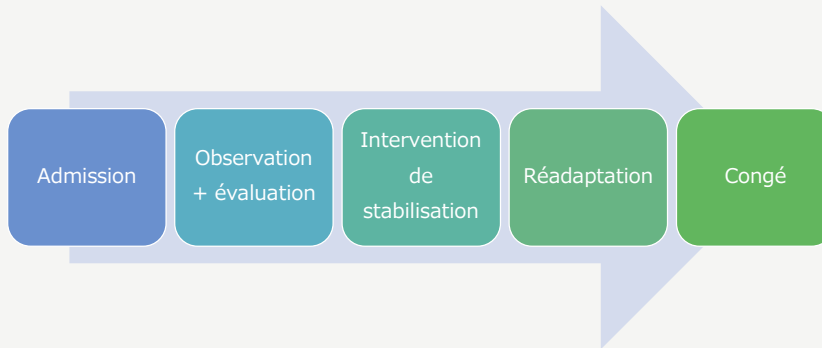 Admission
Observation
+ évaluation
Intervention
de
stabilisation
Réadaptation
Congé